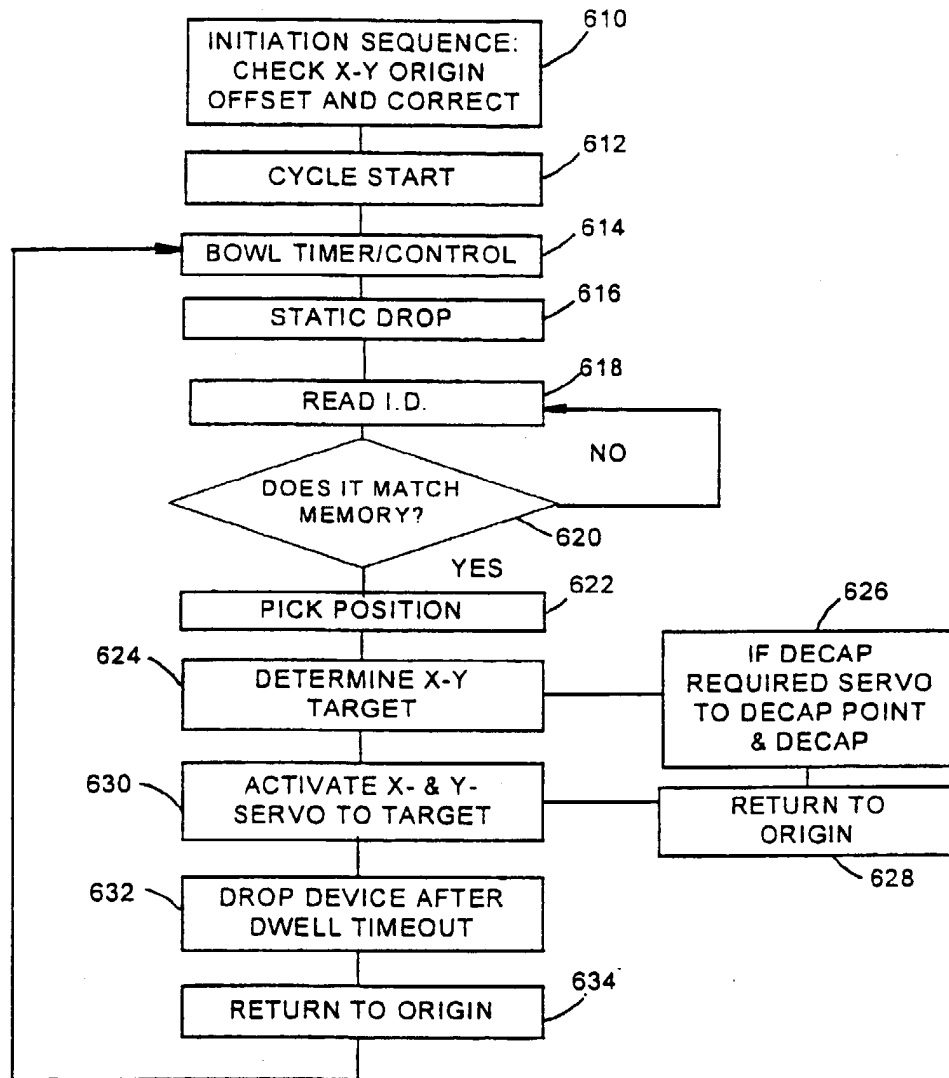 610
INITIATION SEQUENCE:
CHECK X-Y ORIGIN
OFFSET AND CORRECT
612
CYCLE START
614
BOWL TIMER/CONTROL
616
STATIC DROP
618
READ I.D.
NO
DOES IT MATCH
MEMORY?
620
YES
622
PICK POSITION
624
DETERMINE X-Y
TARGET
626
IF DECAP
REQUIRED SERVO
TO DECAP POINT
& DECAP
630
ACTIVATE X- & Y-
SERVO TO TARGET
RETURN TO
ORIGIN
628
632
DROP DEVICE AFTER
DWELL TIMEOUT
634
RETURN TO ORIGIN